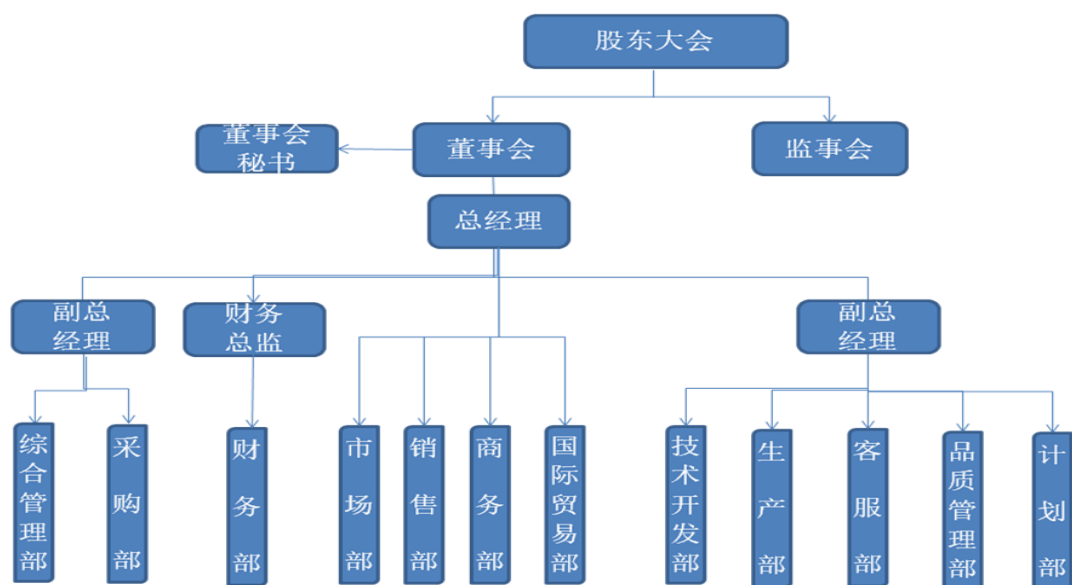 股东大会
董事会
秘书
董事会
监事会
总经理
副总
经理
财务
总监
副总
经理
综合管理部
采购部
财务部
市场部
销售部
商务部
国际贸易部
技术开发部
生产部
客服部
品质管理部
计划部